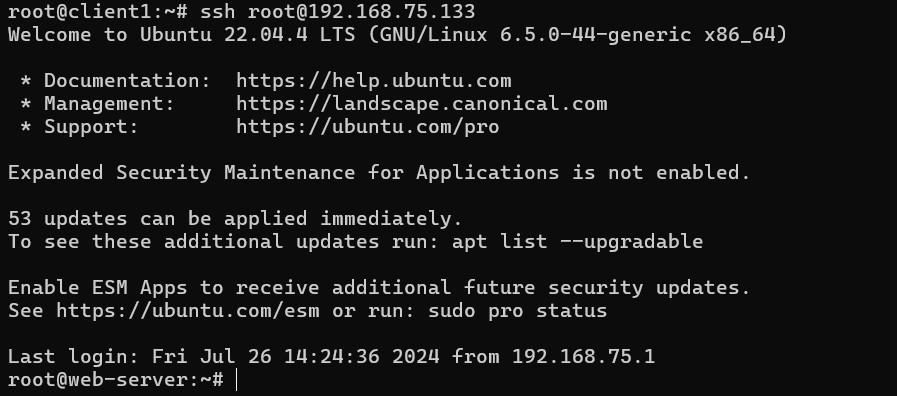 root@client1:~# ssh root@192.168.75.133
Welcome to Ubuntu 22.04.4 LTS (GNU/Linux 6.5.0-44-generic x86_64)
 * Documentation:  https://help.ubuntu.com
 * Management:     https://landscape.canonical.com
 * Support:        https://ubuntu.com/pro
Expanded Security Maintenance for Applications is not enabled.
53 updates can be applied immediately.
To see these additional updates run: apt list --upgradable
Enable ESM Apps to receive additional future security updates.
See https://ubuntu.com/esm or run: sudo pro status
Last login: Fri Jul 26 14:24:36 2024 from 192.168.75.1
root@web-server:~#